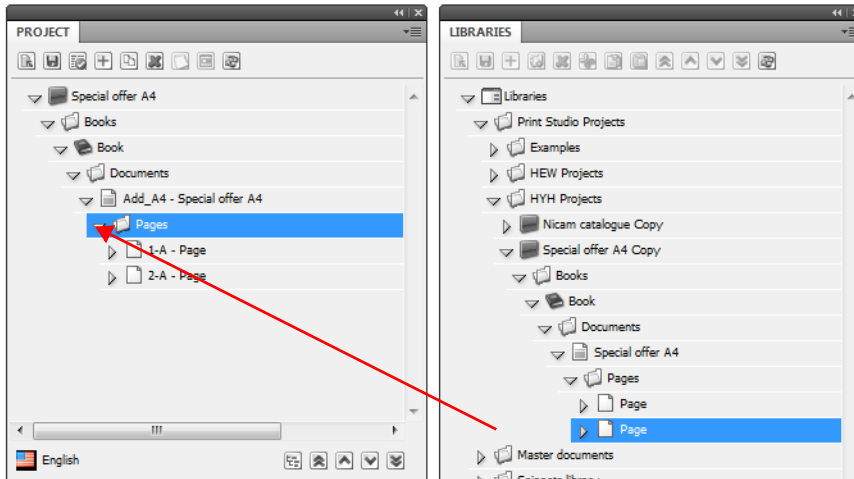 PROJECT
Special offer A4
Books
Book
Documents
Add_A4 - Special offer A4
Pages
1-A - Page
2-A - Page
English
LIBRARIES
Libraries
Print Studio Projects
Examples
HEW Projects
HYH Projects
Nicam catalogue Copy
Special offer A4 Copy
Books
Book
Documents
Special offer A4
Pages
Page
Page
Master documents
Snippets library